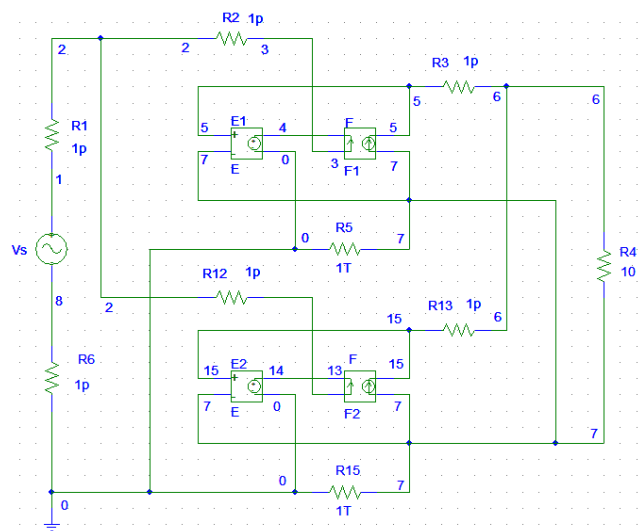 R2 1p
2 2 3
R3 1p
5 6 6
R1
1p
E1 F
5 4 5
+
-
7 0 3 7
E F1
1
0 R5 7
Vs
1T
R4
10
R12 1p
8 2
R13 1p
15 6
R6
1p
E2 F
15 14 13 15
+
-
7 0 7
E F2
7
0 R15 7
0 1T